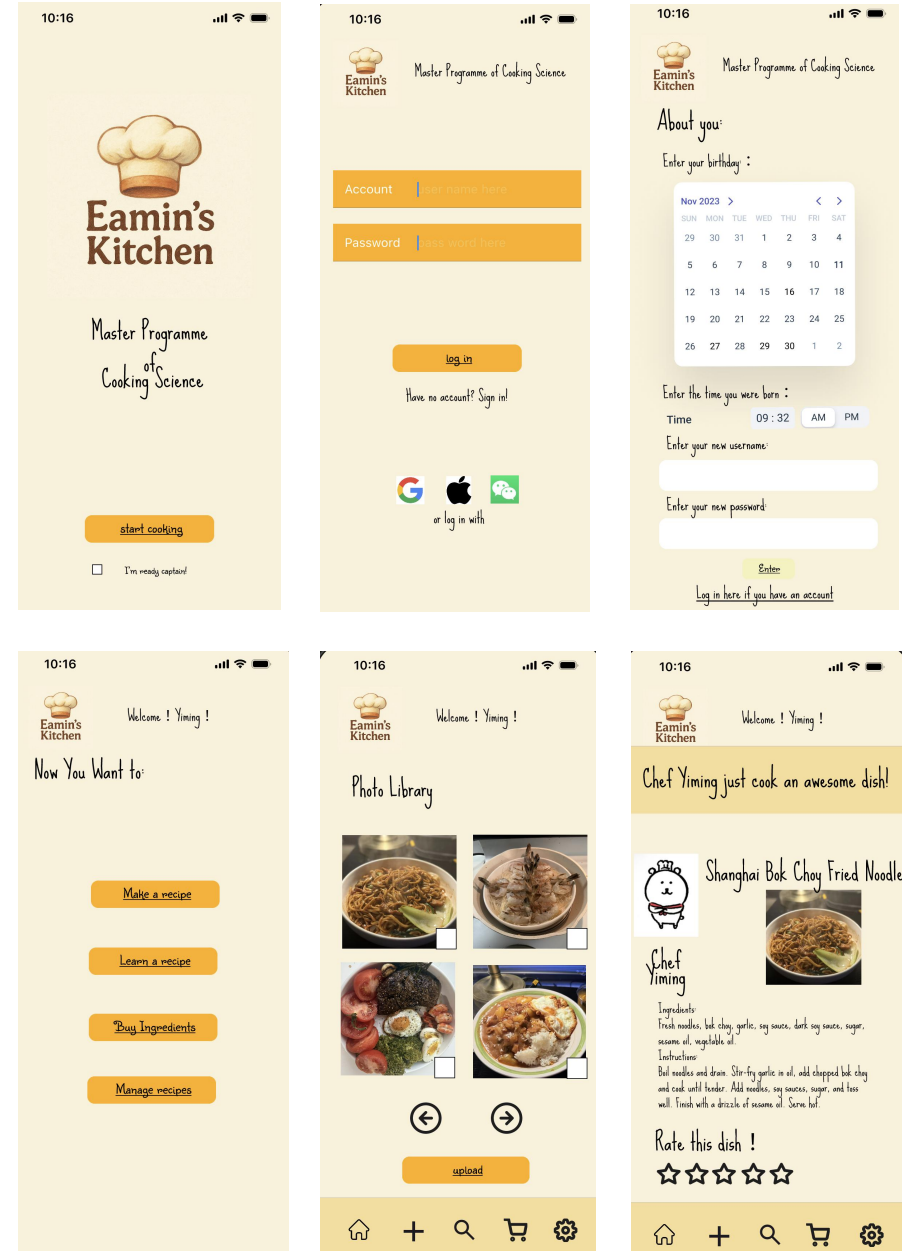 10:16
Eamin's
Kitchen
Master Programme
of
Cooking Science
start cooking
I'm ready captain!
10:16
Eamin's
Kitchen
Master Programme of Cooking Science
Account
user name here
Password
pass word here
log in
Have no account? Sign in!
or log in with
10:16
Eamin's
Kitchen
Master Programme of Cooking Science
About you:
Enter your birthday:：
Nov 2023
SUN MON TUE WED THU FRI SAT
29 30 31 1 2 3 4
5 6 7 8 9 10 11
12 13 14 15 16 17 18
19 20 21 22 23 24 25
26 27 28 29 30 1 2
Enter the time you were born：
Time 09:32 AM PM
Enter your new username:
Enter your new password:
Enter
Log in here if you have an account
10:16
Eamin's
Kitchen
Welcome！Yiming！
Now You Want to:
Make a recipe
Learn a recipe
Buy Ingredients
Manage recipes
10:16
Eamin's
Kitchen
Welcome！Yiming！
Photo Library
upload
10:16
Eamin's
Kitchen
Welcome！Yiming！
Chef Yiming just cook an awesome dish!
Shanghai Bok Choy Fried Noodle
Chef
Yiming
Ingredients:
Fresh noodles, bok choy, garlic, soy sauce, dark soy sauce, sugar,
sesame oil, vegetable oil.
Instructions:
Boil noodles and drain. Stir-fry garlic in oil, add chopped bok choy
and cook until tender. Add noodles, soy sauces, sugar, and toss
well. Finish with a drizzle of sesame oil. Serve hot.
Rate this dish！